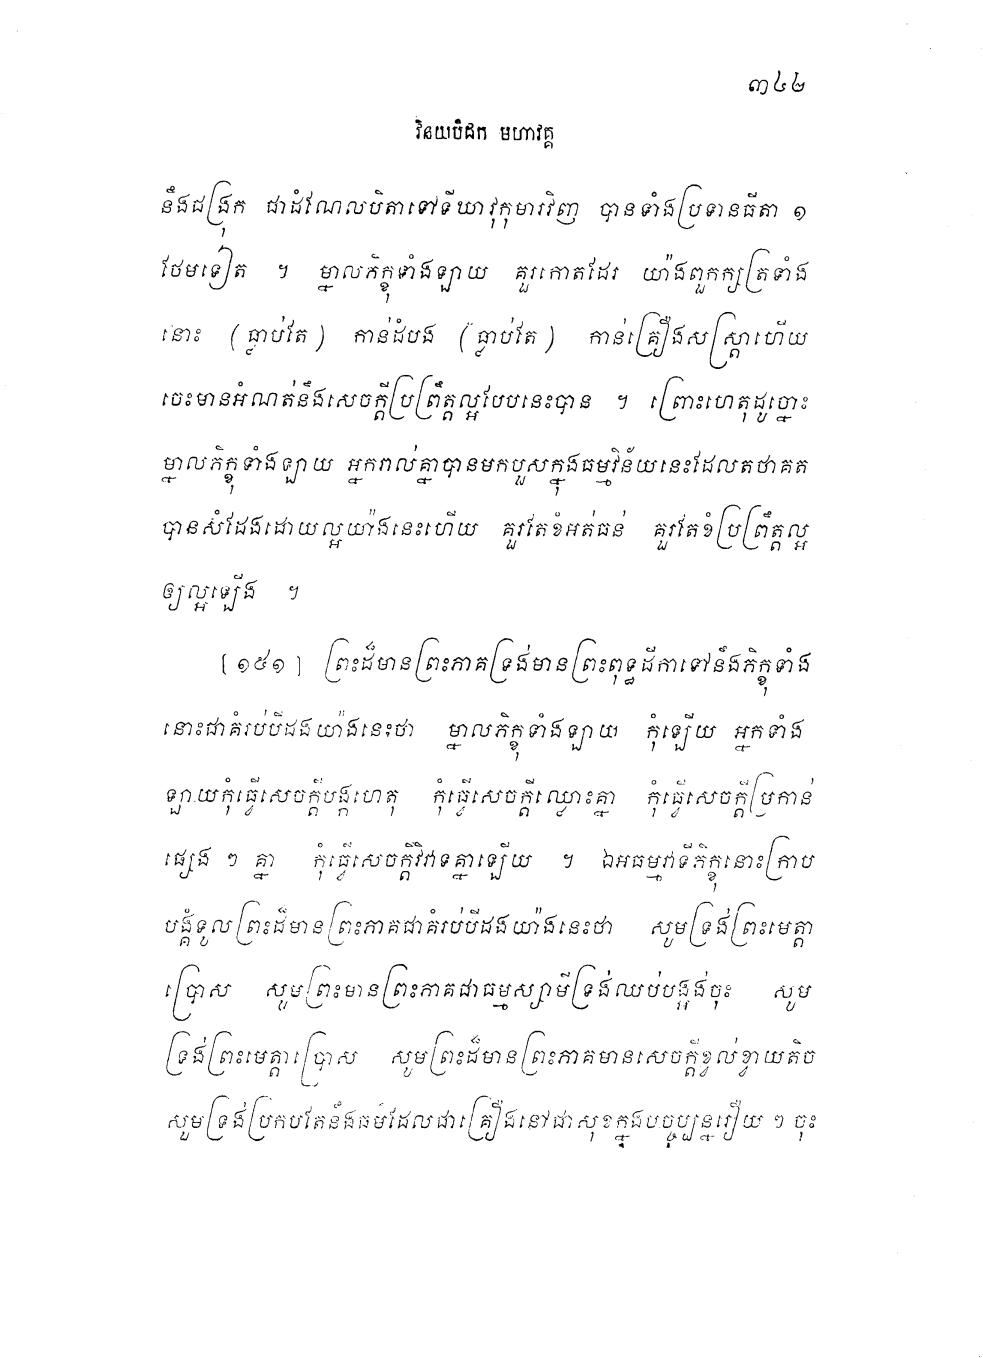 ៣៤២
វិនយបិដក មហាវគ្គ
នឹងជង្រុក ជាដំណែលបិតាទៅទីឃាវុកុមារវិញ បានទាំងប្រទានធីតា ១
ថែមទៀត ។ ម្នាលភិក្ខុទាំងឡាយ គួរកោតដែរ យ៉ាងពួកក្សត្រទាំង
នោះ (ធ្លាប់តែ) កាន់ដំបង (ធ្លាប់តែ) កាន់គ្រឿងសស្ត្រាហើយ
ចេះមានអំណត់នឹងសេចក្តីប្រព្រឹត្តល្អបែបនេះបាន ។ ព្រោះហេតុដូច្នោះ
ម្នាលភិក្ខុទាំងឡាយ អ្នករាល់គ្នាបានមកបួសក្នុងធម្មវិន័យនេះដែលតថាគត
បានសំដែងដោយល្អយ៉ាងនេះហើយ គួរតែខំអត់ធន់ គួរតែខំប្រព្រឹត្តល្អ
ឲ្យល្អឡើង ។
[១៥១] ព្រះដ៏មានព្រះភាគទ្រង់មានព្រះពុទ្ធដីកាទៅនឹងភិក្ខុទាំង
នោះជាគំរប់បីដងយ៉ាងនេះថា ម្នាលភិក្ខុទាំងឡាយ កុំឡើយ អ្នកទាំង
ឡាយកុំធ្វើសេចក្តីបង្កហេតុ កុំធ្វើសេចក្តីឈ្លោះគ្នា កុំធ្វើសេចក្តីប្រកាន់
ផ្សេង ៗ គ្នា កុំធ្វើសេចក្តីវិវាទគ្នាឡើយ ។ ឯអធម្មវាទីភិក្ខុនោះក្រាប
បង្គំទូលព្រះដ៏មានព្រះភាគជាគំរប់បីដងយ៉ាងនេះថា សូមទ្រង់ព្រះមេត្តា
ប្រោស សូមព្រះមានព្រះភាគជាធម្មស្សាមីទ្រង់ឈប់បង្អង់ចុះ សូម
ទ្រង់ព្រះមេត្តាប្រោស សូមព្រះដ៏មានព្រះភាគមានសេចក្តីខ្វល់ខ្វាយតិច
សូមទ្រង់ប្រកបតែនឹងធម៌ដែលជាគ្រឿងនៅជាសុខក្នុងបច្ចុប្បន្នរឿយ ៗ ចុះ